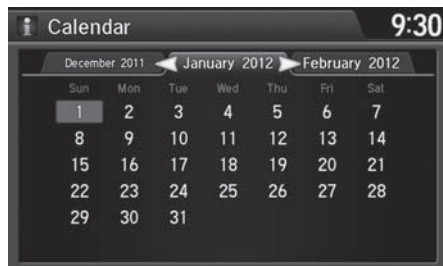 i Calendar 9:30
December 2011 January 2012 February 2012
Sun Mon Tue Wed Thu Fri Sat
1 2 3 4 5 6 7
8 9 10 11 12 13 14
15 16 17 18 19 20 21
22 23 24 25 26 27 28
29 30 31